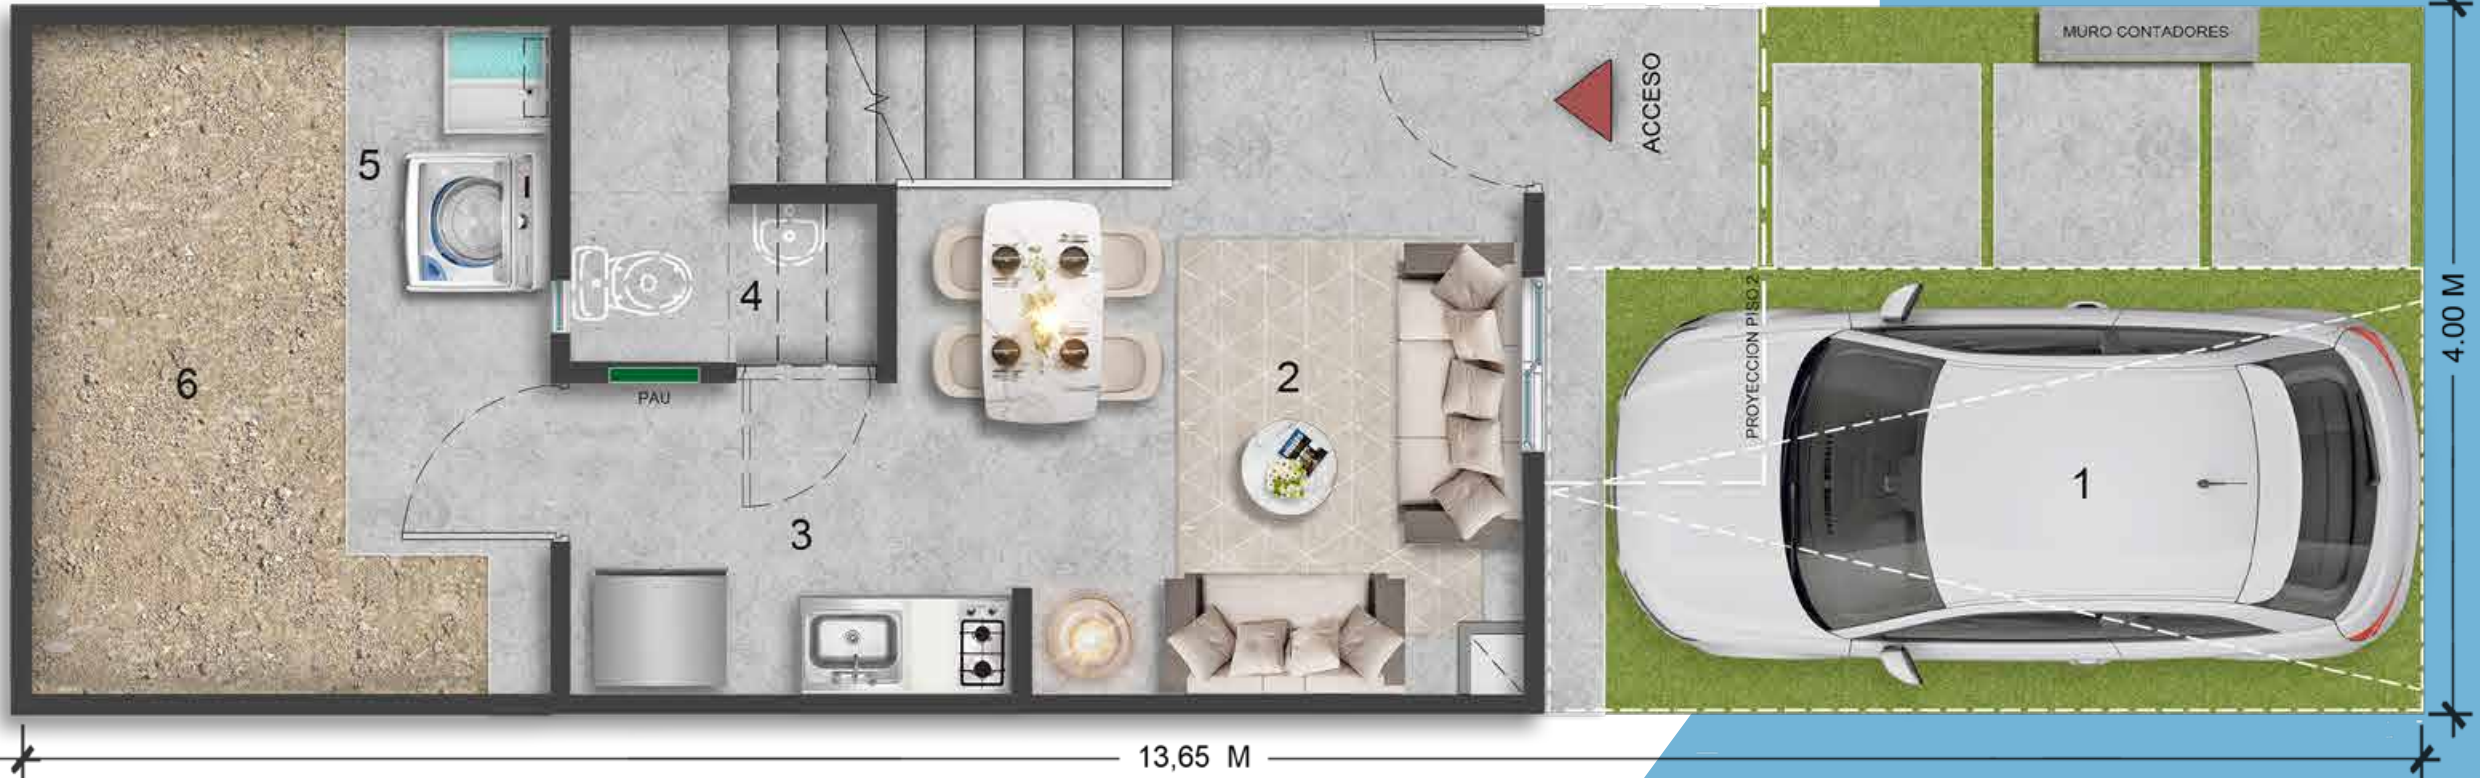 MURO CONTADORES
ACCESO
5
4.00 M
PROYECCION PISO 2
4
6
2
PAU
1
3
13,65 M